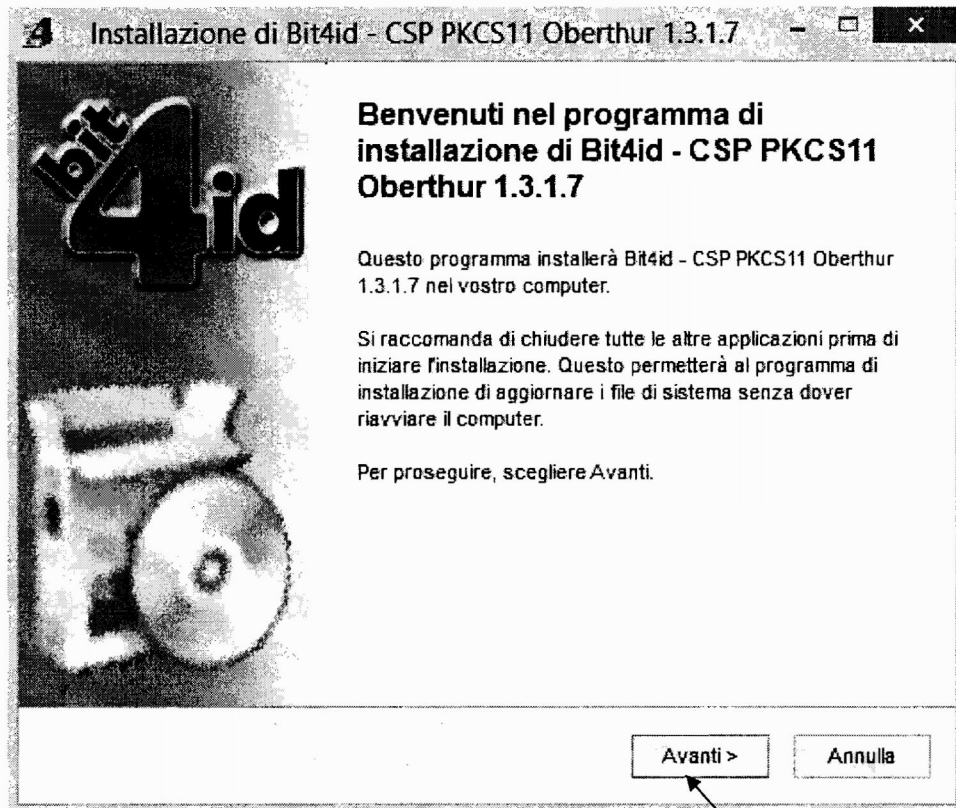 Installazione di Bit4id - CSP PKCS11 Oberthur 1.3.1.7
bit
4
id
Benvenuti nel programma di
installazione di Bit4id - CSP PKCS11
Oberthur 1.3.1.7
Questo programma installerà Bit4id - CSP PKCS11 Oberthur
1.3.1.7 nel vostro computer.
Si raccomanda di chiudere tutte le altre applicazioni prima di
iniziare l'installazione. Questo permetterà al programma di
installazione di aggiornare i file di sistema senza dover
riavviare il computer.
Per proseguire, scegliere Avanti.
Avanti >
Annulla